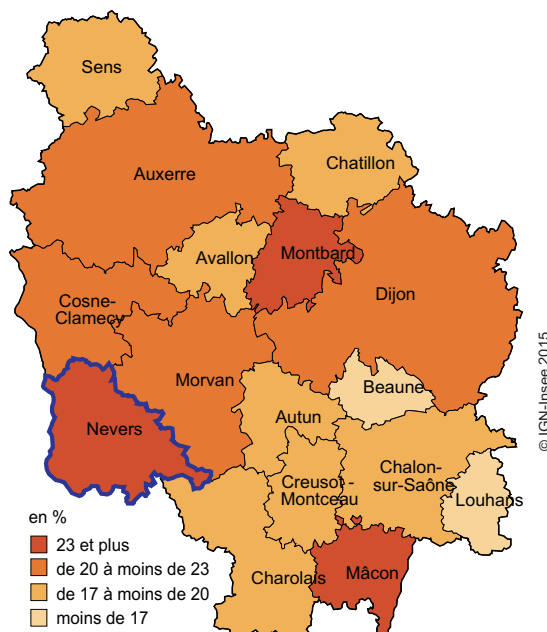 Sens
Auxerre
Chatillon
Avallon
Montbard
Cosne-
Clamecy
Dijon
Morvan
Beaune
Nevers
Autun
Creusot -
Montceau
Chalon-
sur-Saône
Louhans
Charolais
Mâcon
en %
23 et plus
de 20 à moins de 23
de 17 à moins de 20
moins de 17
© IGN-Insee 2015